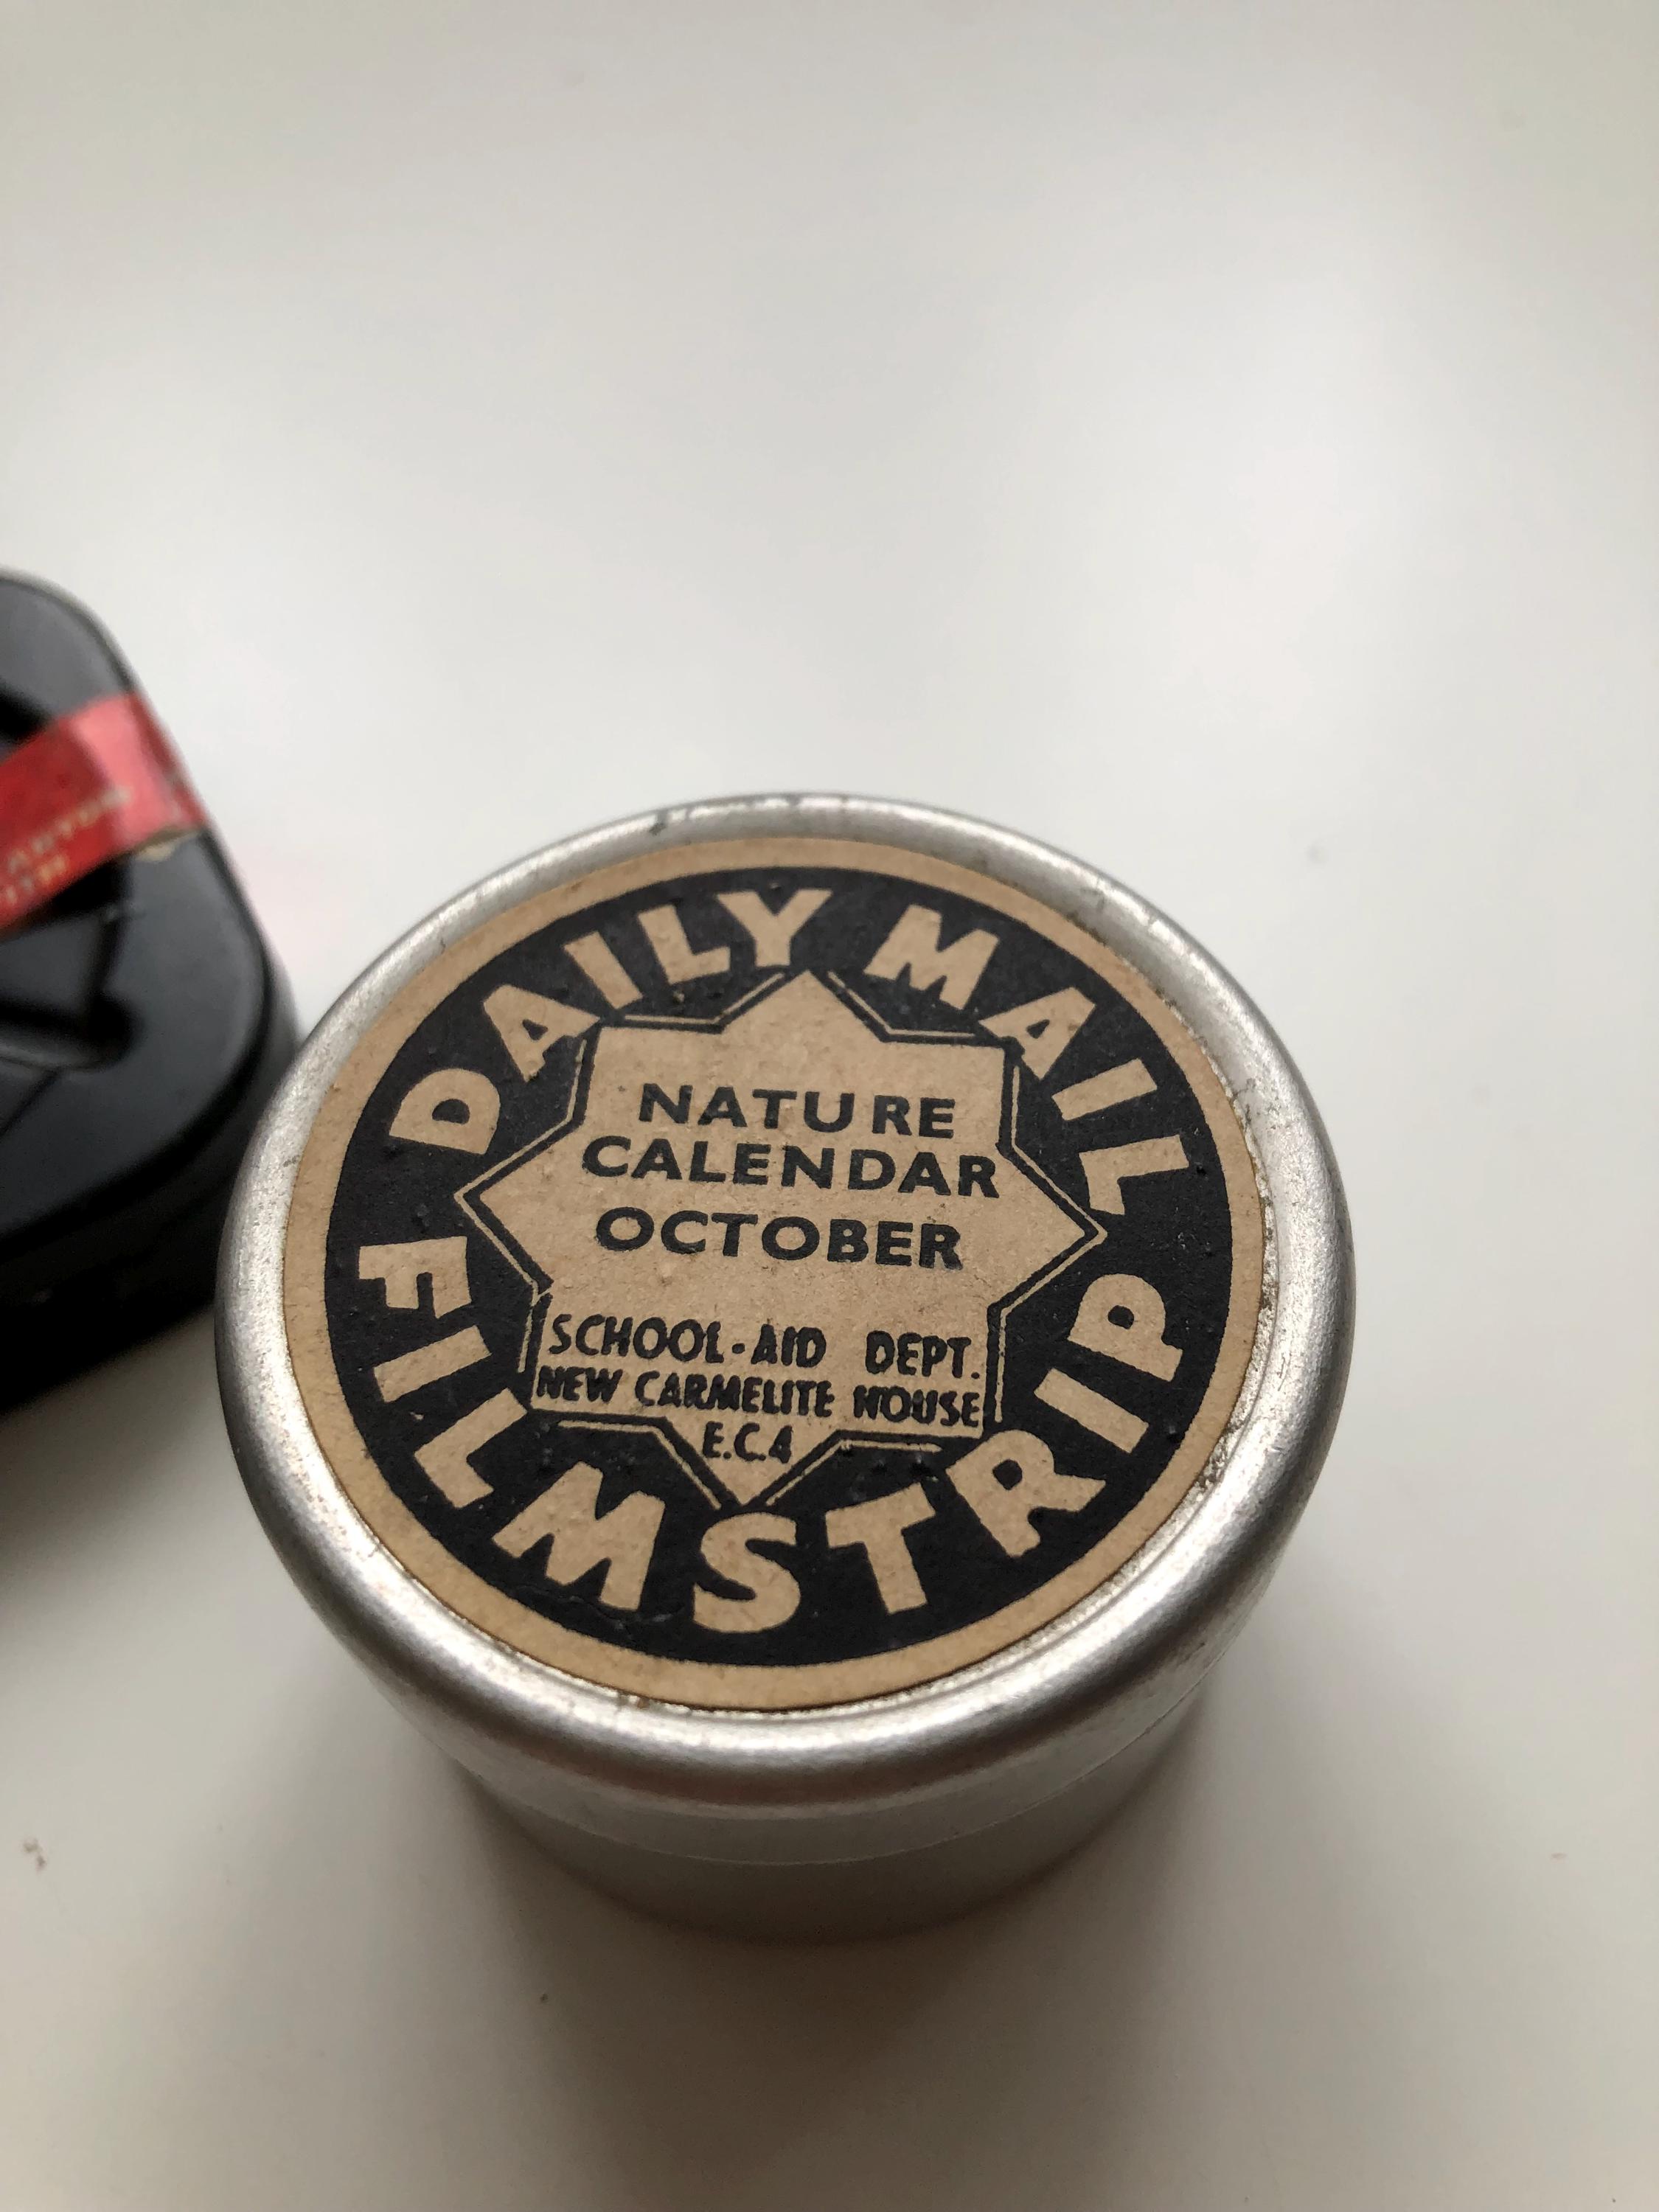 DAILY MAIL
NATURE
CALENDAR
OCTOBER
SCHOOL-AID DEPT.
NEW CARMELITE HOUSE
E.C.4
FILMSTRIP